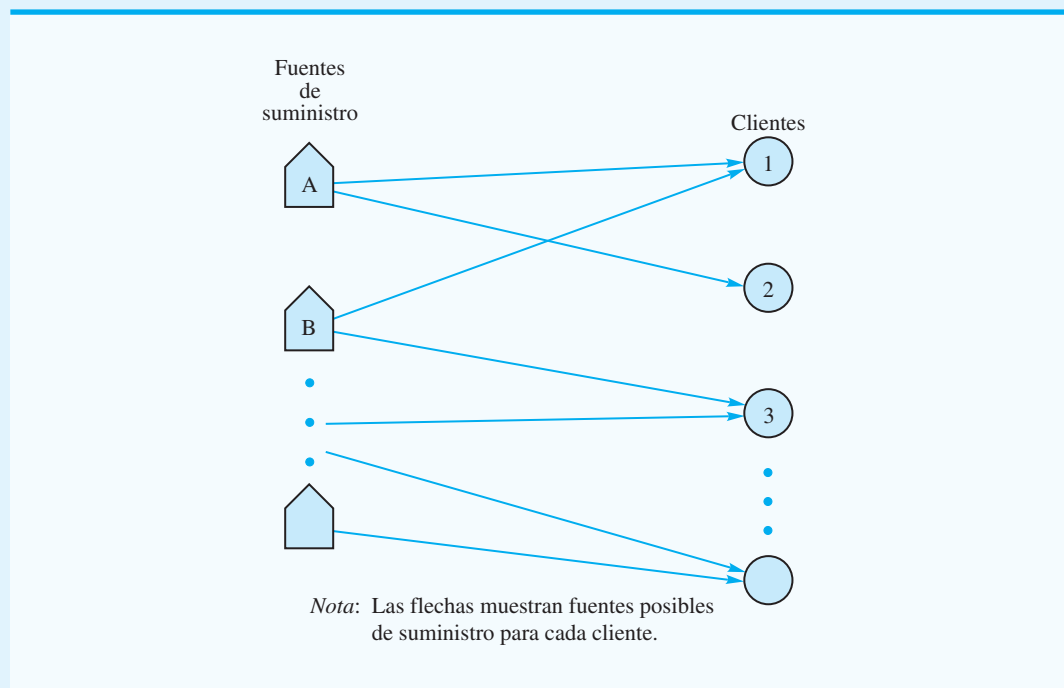 Fuentes
de
suministro
Clientes
A
1
2
B
3
Nota: Las flechas muestran fuentes posibles
de suministro para cada cliente.